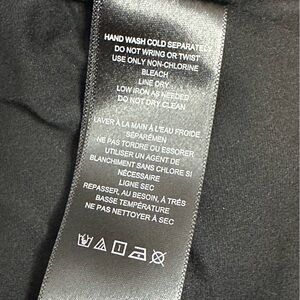 HAND WASH COLD SEPARATELY
DO NOT WRING OR TWIST
USE ONLY NON-CHLORINE
BLEACH
LINE DRY
LOW IRON AS NEEDED
DO NOT DRY CLEAN
LAVER À LA MAIN À L'EAU FROIDE,
SÉPARÉMEN
NE PAS TORDRE OU ESSORER
UTILISER UN AGENT DE
BLANCHIMENT SANS CHLORE SI
NÉCESSAIRE
LIGNE SEC
REPASSER, AU BESOIN, À TRÈS
BASSE TEMPÉRATURE
NE PAS NETTOYER À SEC